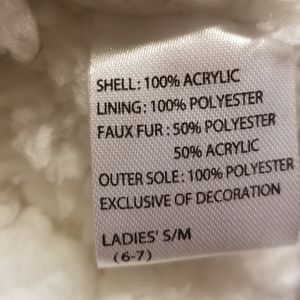 SHELL: 100% ACRYLIC
LINING: 100% POLYESTER
FAUX FUR: 50% POLYESTER
50% ACRYLIC
OUTER SOLE: 100% POLYESTER
EXCLUSIVE OF DECORATION
LADIES' S/M
(6-7)